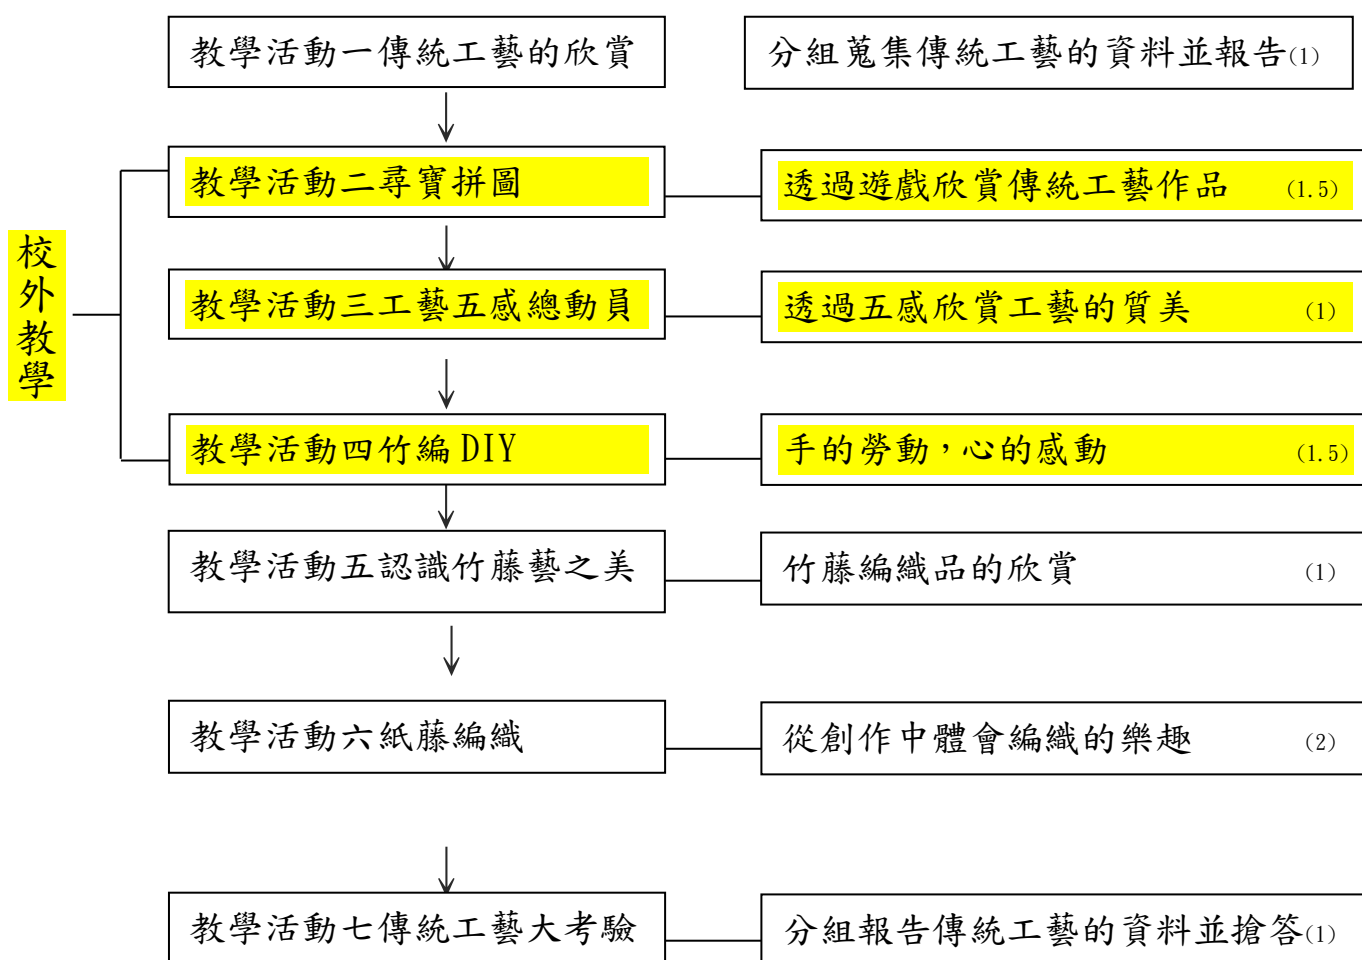 教學活動一傳統工藝的欣賞
分組蒐集傳統工藝的資料並報告(1)
校外教學
教學活動二尋寶拼圖
透過遊戲欣賞傳統工藝作品 (1.5)
教學活動三工藝五感總動員
透過五感欣賞工藝的質美 (1)
教學活動四竹編 DIY
手的勞動，心的感動 (1.5)
教學活動五認識竹藤藝之美
竹藤編織品的欣賞 (1)
教學活動六紙藤編織
從創作中體會編織的樂趣 (2)
教學活動七傳統工藝大考驗
分組報告傳統工藝的資料並搶答(1)